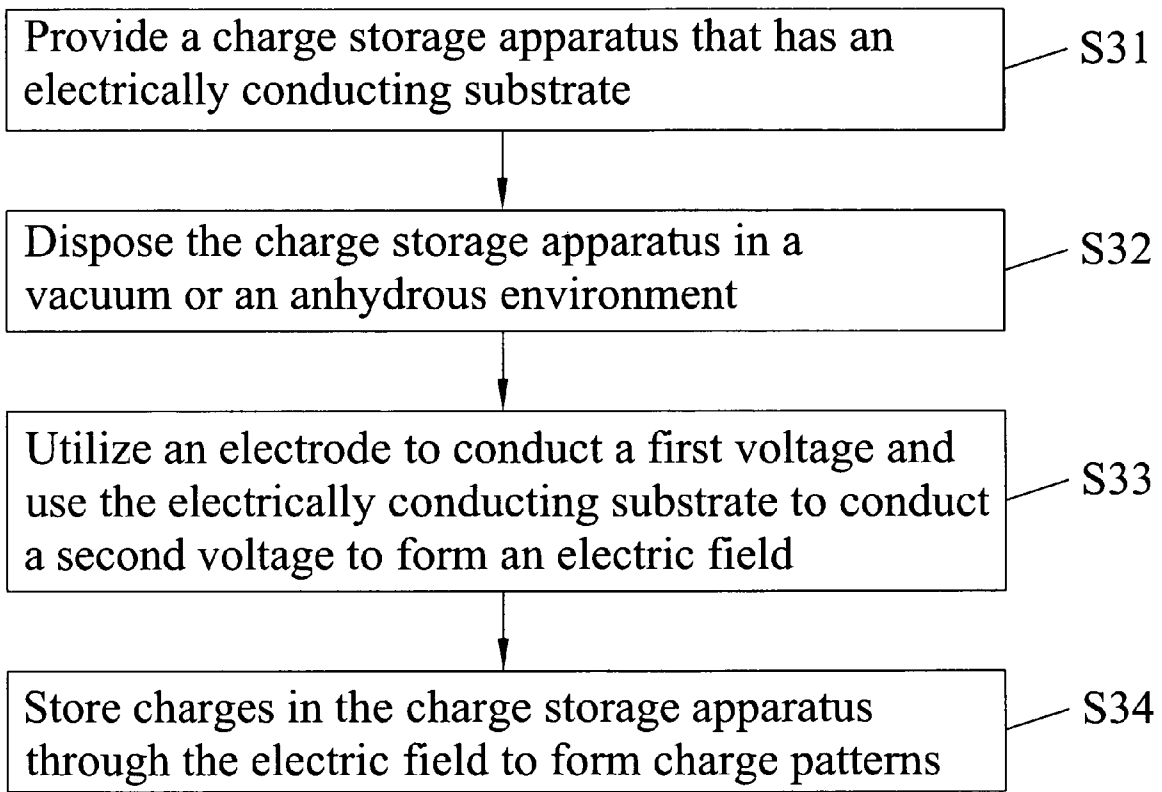 Provide a charge storage apparatus that has an
electrically conducting substrate
S31
Dispose the charge storage apparatus in a
vacuum or an anhydrous environment
S32
Utilize an electrode to conduct a first voltage and
use the electrically conducting substrate to conduct
a second voltage to form an electric field
S33
Store charges in the charge storage apparatus
through the electric field to form charge patterns
S34